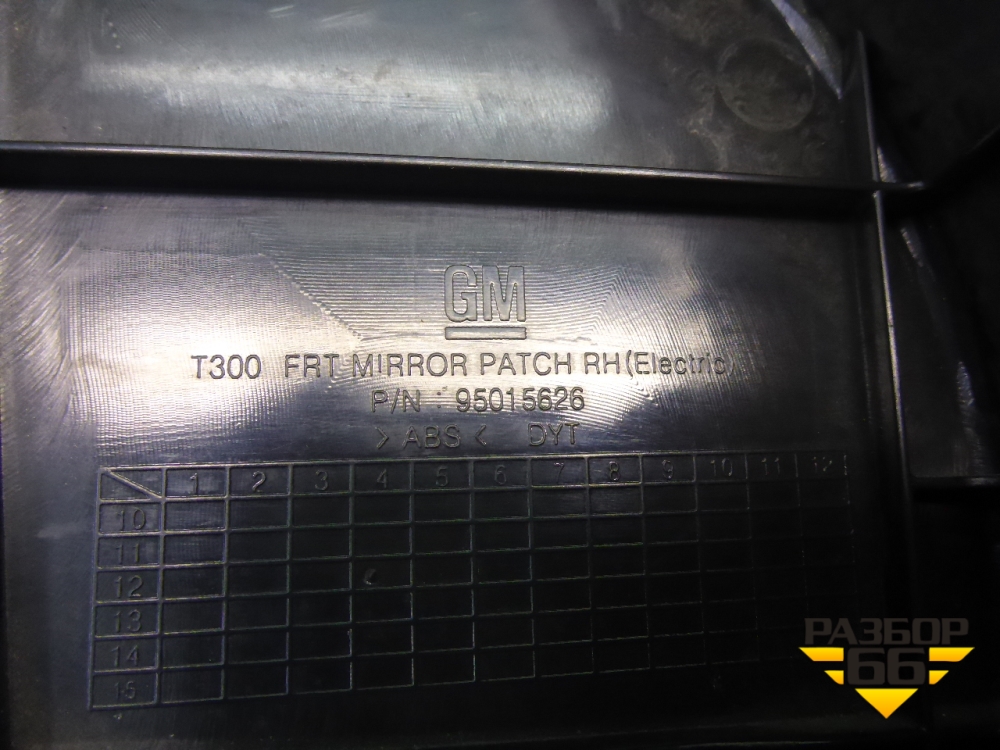 GM
T300 FRT MIRROR PATCH RH (Electric)
P/N : 95015626
> ABS < DYT
1 2 3 4 5 6 7 8 9 10 11 12
10
11
12
13
14
15
РАЗБОР
66